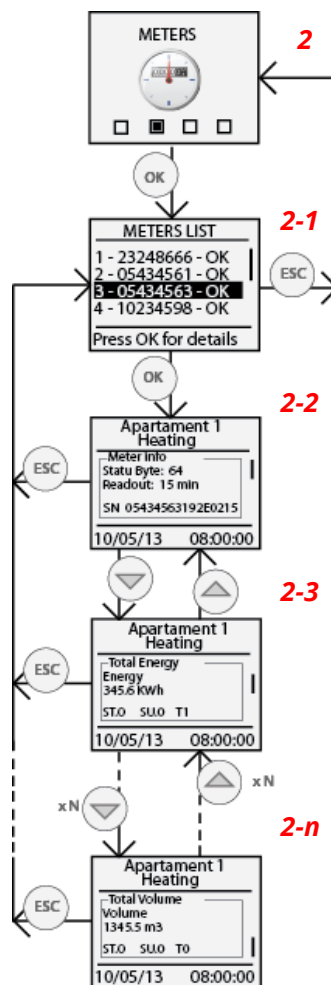 METERS
2
OK
METERS LIST
2-1
1 - 23248666 - OK
2 - 05434561 - OK
3 - 05434563 - OK
4 - 10234598 - OK
Press OK for details
ESC
OK
2-2
Apartament 1
Heating
Meter info
Statu Byte: 64
Readout: 15 min
SN 05434563192E0215
10/05/13 08:00:00
ESC
2-3
Apartament 1
Heating
Total Energy
Energy
345.6 KWh
ST.0 SU.0 T1
10/05/13 08:00:00
ESC
xN
xN
2-n
Apartament 1
Heating
Total Volume
Volume
1345.5 m3
ST.0 SU.0 T0
10/05/13 08:00:00
ESC